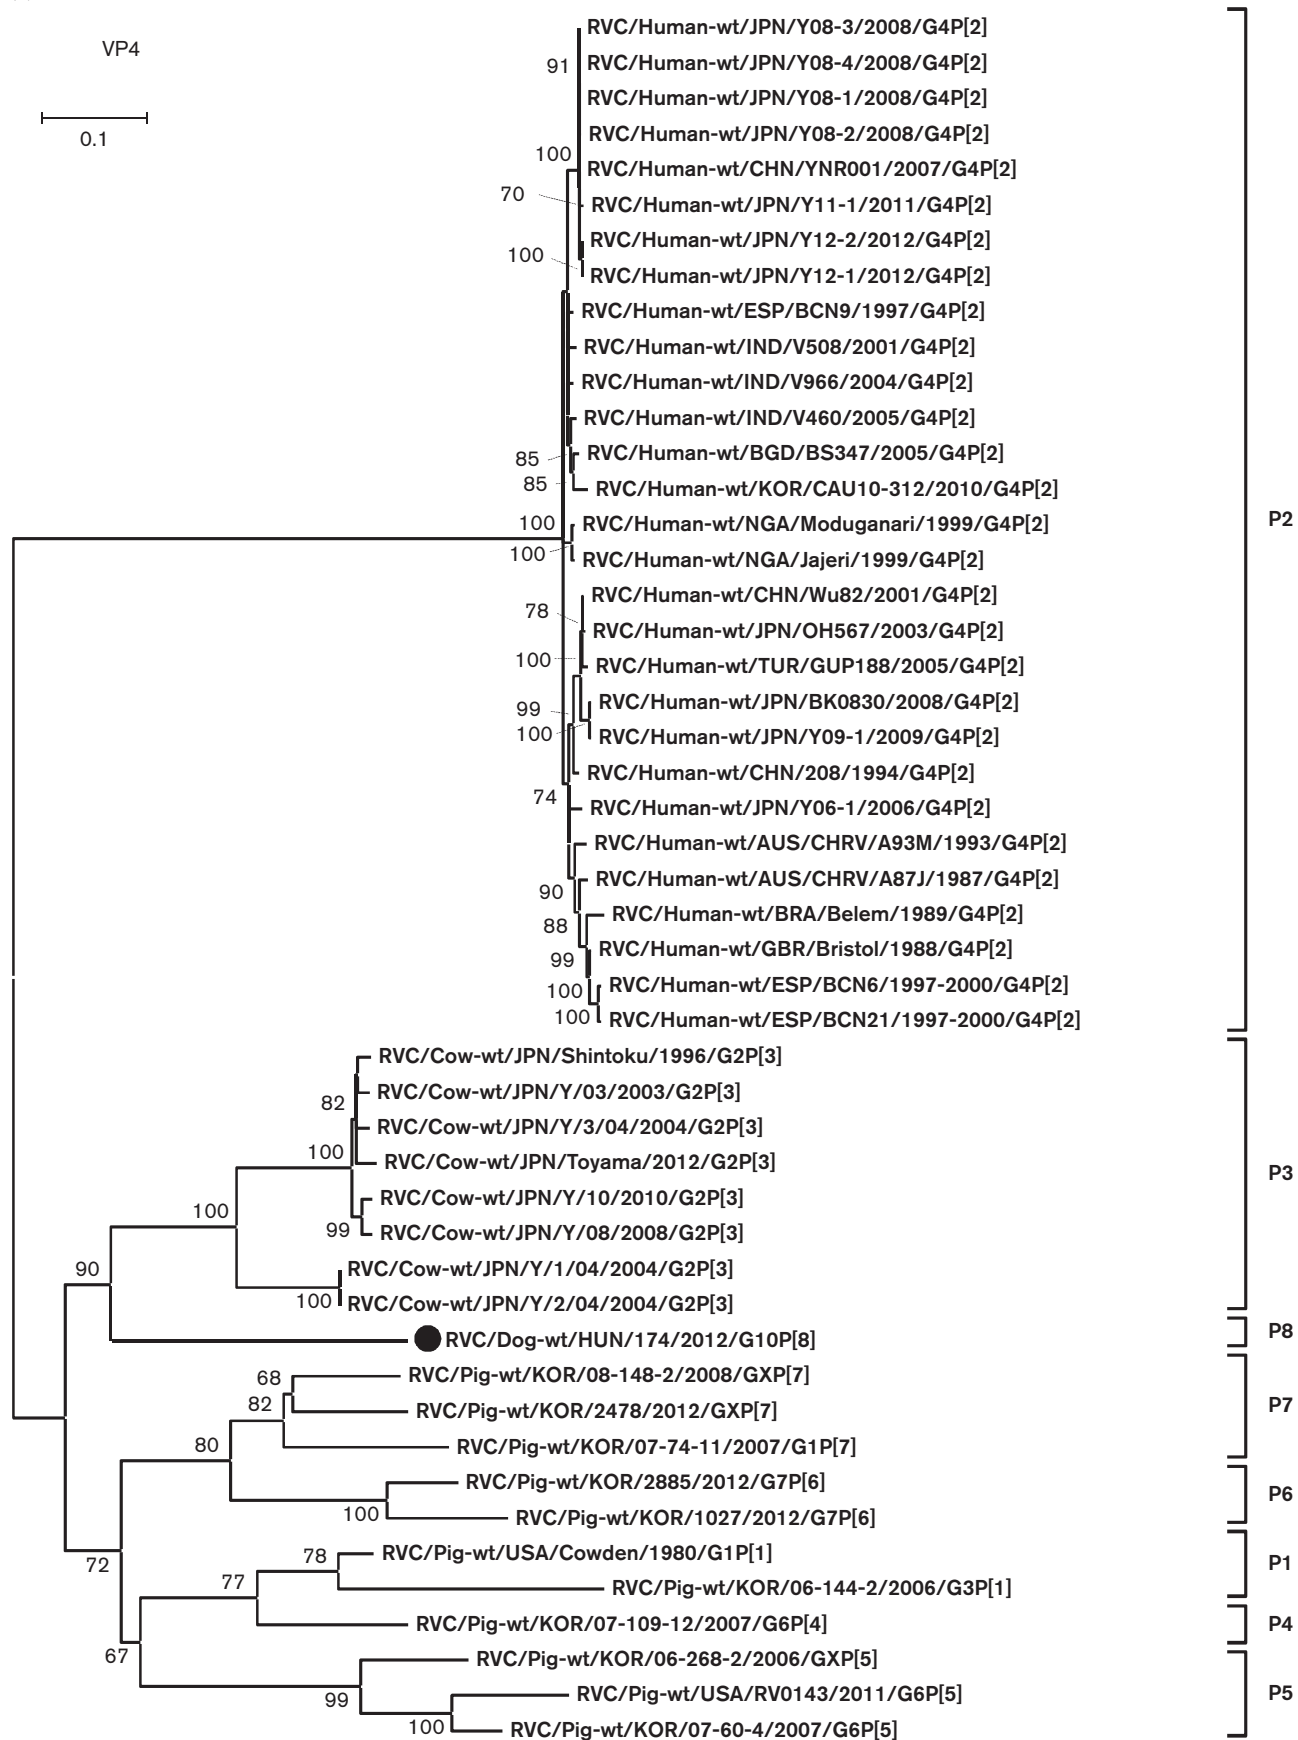 VP4
0.1
RVC/Human-wt/JPN/Y08-3/2008/G4P[2]
91
RVC/Human-wt/JPN/Y08-4/2008/G4P[2]
RVC/Human-wt/JPN/Y08-1/2008/G4P[2]
RVC/Human-wt/JPN/Y08-2/2008/G4P[2]
100
RVC/Human-wt/CHN/YNR001/2007/G4P[2]
70
RVC/Human-wt/JPN/Y11-1/2011/G4P[2]
RVC/Human-wt/JPN/Y12-2/2012/G4P[2]
100
RVC/Human-wt/JPN/Y12-1/2012/G4P[2]
RVC/Human-wt/ESP/BCN9/1997/G4P[2]
RVC/Human-wt/IND/V508/2001/G4P[2]
RVC/Human-wt/IND/V966/2004/G4P[2]
RVC/Human-wt/IND/V460/2005/G4P[2]
85
RVC/Human-wt/BGD/BS347/2005/G4P[2]
85
RVC/Human-wt/KOR/CAU10-312/2010/G4P[2]
P2
100
RVC/Human-wt/NGA/Moduganari/1999/G4P[2]
100
RVC/Human-wt/NGA/Jajeri/1999/G4P[2]
RVC/Human-wt/CHN/Wu82/2001/G4P[2]
78
RVC/Human-wt/JPN/OH567/2003/G4P[2]
100
RVC/Human-wt/TUR/GUP188/2005/G4P[2]
RVC/Human-wt/JPN/BK0830/2008/G4P[2]
99
100
RVC/Human-wt/JPN/Y09-1/2009/G4P[2]
RVC/Human-wt/CHN/208/1994/G4P[2]
74
RVC/Human-wt/JPN/Y06-1/2006/G4P[2]
RVC/Human-wt/AUS/CHRV/A93M/1993/G4P[2]
RVC/Human-wt/AUS/CHRV/A87J/1987/G4P[2]
90
RVC/Human-wt/BRA/Belem/1989/G4P[2]
88
RVC/Human-wt/GBR/Bristol/1988/G4P[2]
99
RVC/Human-wt/ESP/BCN6/1997-2000/G4P[2]
100
100
RVC/Human-wt/ESP/BCN21/1997-2000/G4P[2]
RVC/Cow-wt/JPN/Shintoku/1996/G2P[3]
RVC/Cow-wt/JPN/Y/03/2003/G2P[3]
82
RVC/Cow-wt/JPN/Y/3/04/2004/G2P[3]
100
RVC/Cow-wt/JPN/Toyama/2012/G2P[3]
P3
RVC/Cow-wt/JPN/Y/10/2010/G2P[3]
100
99
RVC/Cow-wt/JPN/Y/08/2008/G2P[3]
90
RVC/Cow-wt/JPN/Y/1/04/2004/G2P[3]
100
RVC/Cow-wt/JPN/Y/2/04/2004/G2P[3]
RVC/Dog-wt/HUN/174/2012/G10P[8]
P8
RVC/Pig-wt/KOR/08-148-2/2008/GXP[7]
68
82
RVC/Pig-wt/KOR/2478/2012/GXP[7]
P7
80
RVC/Pig-wt/KOR/07-74-11/2007/G1P[7]
RVC/Pig-wt/KOR/2885/2012/G7P[6]
P6
100
RVC/Pig-wt/KOR/1027/2012/G7P[6]
72
78
RVC/Pig-wt/USA/Cowden/1980/G1P[1]
P1
77
RVC/Pig-wt/KOR/06-144-2/2006/G3P[1]
RVC/Pig-wt/KOR/07-109-12/2007/G6P[4]
P4
67
RVC/Pig-wt/KOR/06-268-2/2006/GXP[5]
99
RVC/Pig-wt/USA/RV0143/2011/G6P[5]
P5
100
RVC/Pig-wt/KOR/07-60-4/2007/G6P[5]